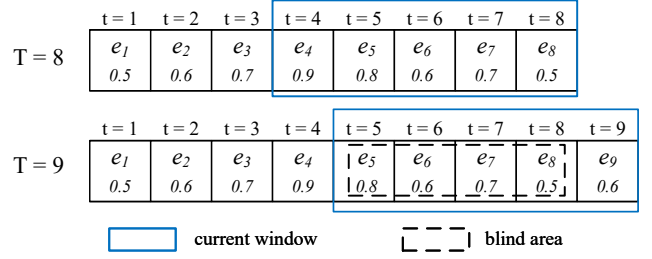 t = 1 t = 2 t = 3 t = 4 t = 5 t = 6 t = 7 t = 8
T = 8 e1 e2 e3 e4 e5 e6 e7 e8
0.5 0.6 0.7 0.9 0.8 0.6 0.7 0.5
t = 1 t = 2 t = 3 t = 4 t = 5 t = 6 t = 7 t = 8 t = 9
T = 9 e1 e2 e3 e4 e5 e6 e7 e8 e9
0.5 0.6 0.7 0.9 0.8 0.6 0.7 0.5 0.6
current window blind area